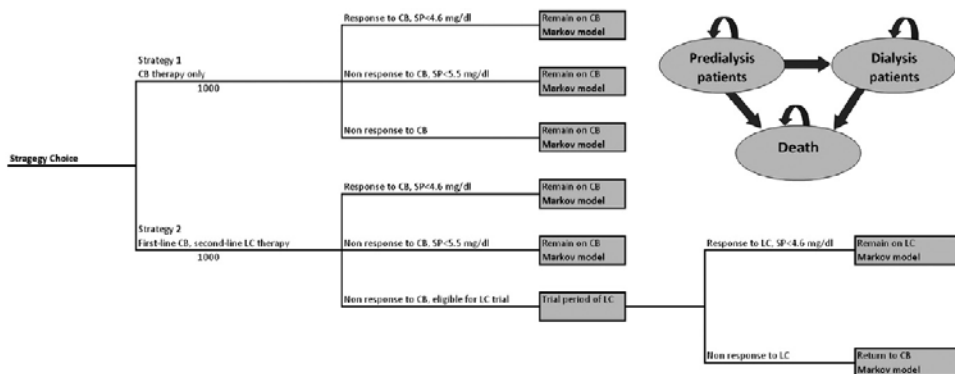 Response to CB, SP<4.6 mg/dl
Remain on CB
Markov model
Strategy 1
CB therapy only
1000
Non response to CB, SP<5.5 mg/dl
Remain on CB
Markov model
Non response to CB
Remain on CB
Markov model
Stragegy Choice
Response to CB, SP<4.6 mg/dl
Remain on CB
Markov model
Strategy 2
First-line CB, second-line LC therapy
1000
Non response to CB, SP<5.5 mg/dl
Remain on CB
Markov model
Non response to CB, eligible for LC trial
Trial period of LC
Response to LC, SP<4.6 mg/dl
Remain on LC
Markov model
Non response to LC
Return to CB
Markov model
Predialysis
patients
Dialysis
patients
Death